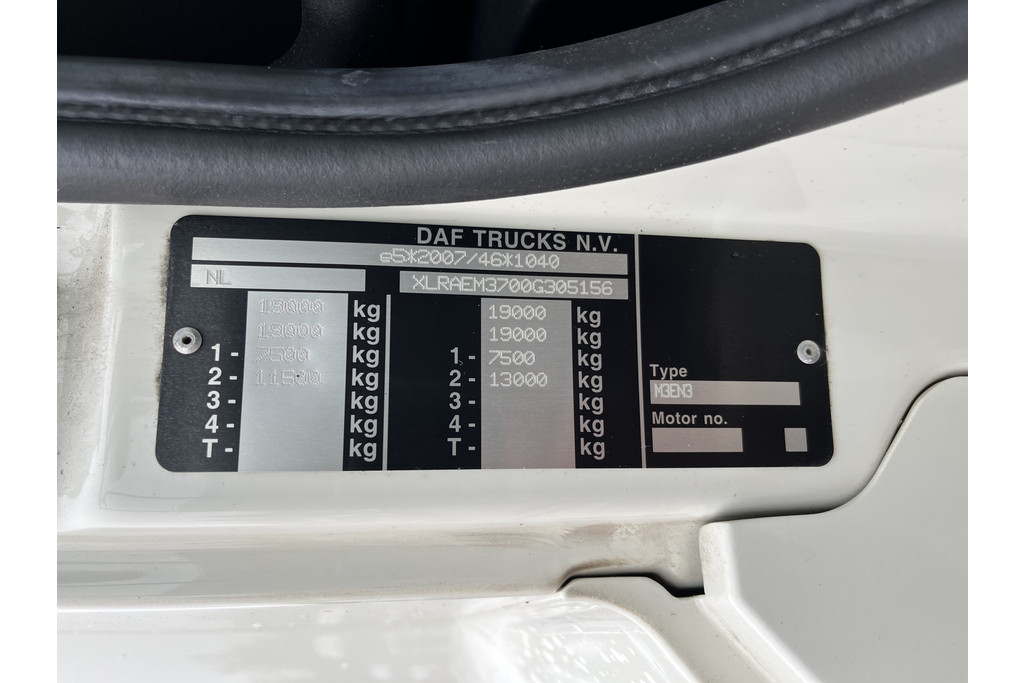 DAF TRUCKS N.V.
e5*2007/46*1040
NL XLRAEM3700G305156
kg 19000 kg
kg 19000 kg
1- 7500 kg 1- 7500 kg
2- 11500 kg 2- 13000 kg
3- kg 3- kg
4- kg 4- kg
T- kg T- kg
Type
M3EN3
Motor no.